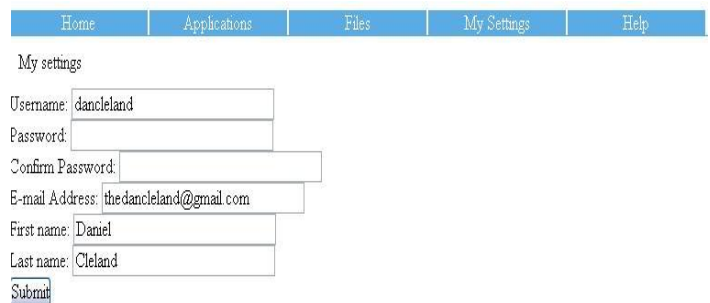 Home Applications Files My Settings Help
My settings
Username: dancleland
Password:
Confirm Password:
E-mail Address: thedancleland@gmail.com
First name: Daniel
Last name: Cleland
Submit